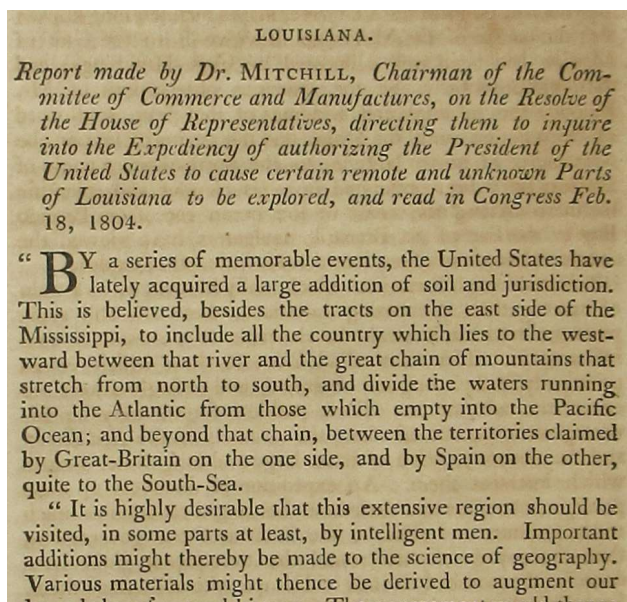 LOUISIANA.
Report made by Dr. MITCHILL, Chairman of the Com-
mittee of Commerce and Manufactures, on the Resolve of
the House of Representatives, directing them to inquire
into the Expediency of authorizing the President of the
United States to cause certain remote and unknown Parts
of Louisiana to be explored, and read in Congress Feb.
18, 1804.
“ BY a series of memorable events, the United States have
lately acquired a large addition of soil and jurisdiction.
This is believed, besides the tracts on the east side of the
Mississippi, to include all the country which lies to the west-
ward between that river and the great chain of mountains that
stretch from north to south, and divide the waters running
into the Atlantic from those which empty into the Pacific
Ocean; and beyond that chain, between the territories claimed
by Great-Britain on the one side, and by Spain on the other,
quite to the South-Sea.
“ It is highly desirable that this extensive region should be
visited, in some parts at least, by intelligent men. Important
additions might thereby be made to the science of geography.
Various materials might thence be derived to augment our